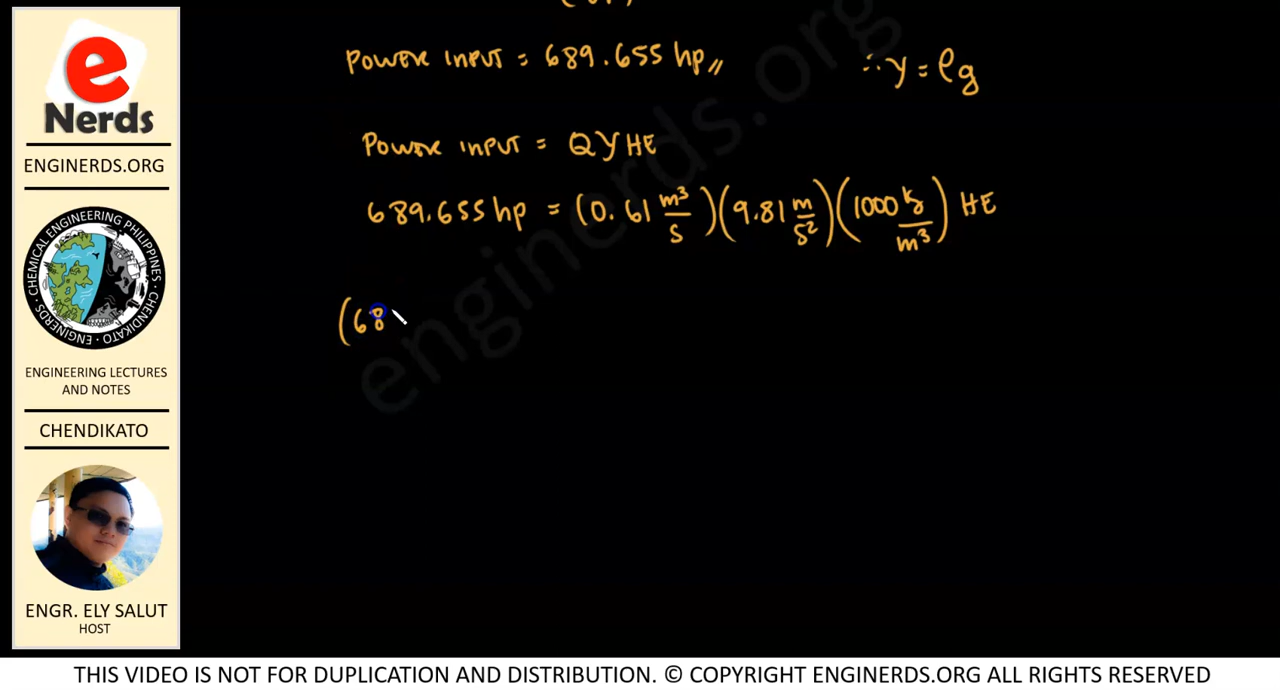 e
Nerds
ENGINERDS.ORG
CHEMICAL ENGINEERING PHILIPPINES • CHENDIKATO • ENGINERDS •
ENGINEERING LECTURES
AND NOTES
CHENDIKATO
ENGR. ELY SALUT
HOST
POWER INPUT = 689.655 hp //
∴ γ = ρg
POWER INPUT = QγHE
689.655 hp = (0.61 m³/s)(9.81 m/s²)(1000 kg/m³) HE
(68
enginerds.org
THIS VIDEO IS NOT FOR DUPLICATION AND DISTRIBUTION. © COPYRIGHT ENGINERDS.ORG ALL RIGHTS RESERVED